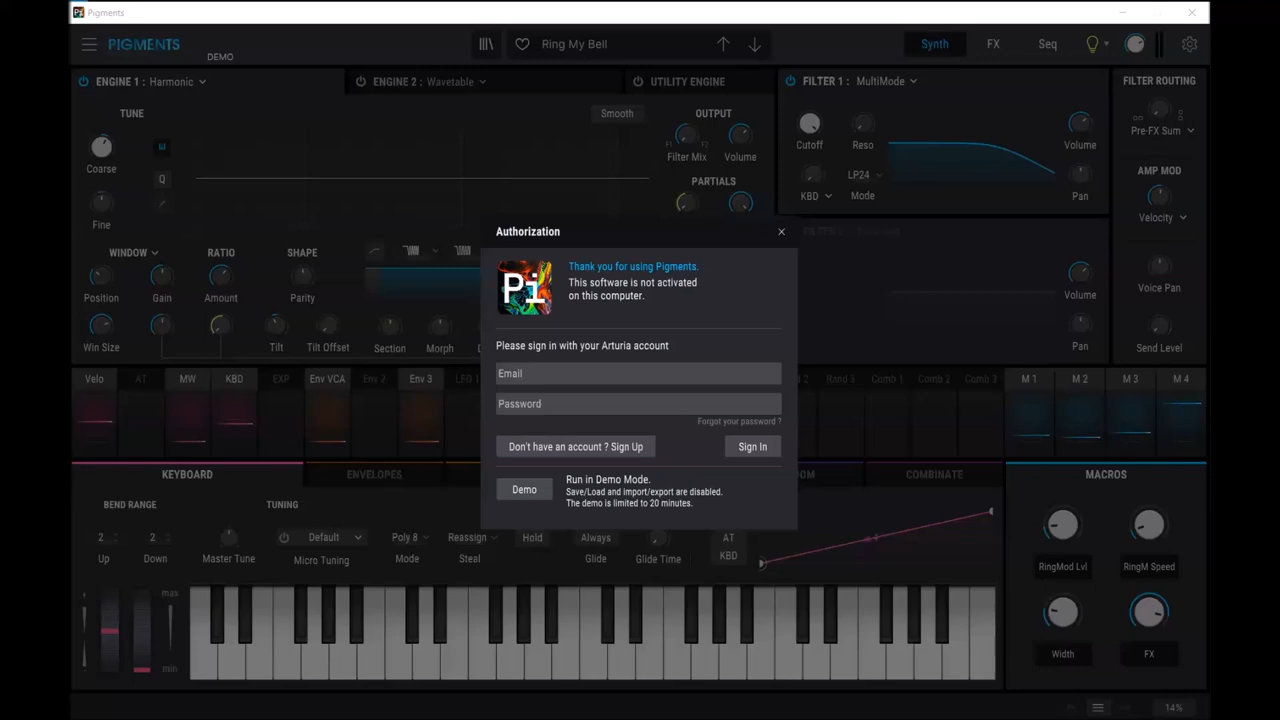 Pigments
PIGMENTS
DEMO
Ring My Bell
Synth
FX
Seq
ENGINE 1: Harmonic
ENGINE 2: Wavetable
UTILITY ENGINE
FILTER 1: MultiMode
FILTER ROUTING
TUNE
Smooth
OUTPUT
Coarse
Q
Fine
F1
F2
Filter Mix
Volume
PARTIALS
Cutoff
Reso
KBD
LP24
Mode
Volume
Pan
Pre-FX Sum
AMP MOD
Velocity
WINDOW
RATIO
SHAPE
Position
Gain
Amount
Parity
Win Size
Tilt
Tilt Offset
Section
Morph
Volume
Pan
Voice Pan
Send Level
Authorization
Pi
Thank you for using Pigments.
This software is not activated
on this computer.
Please sign in with your Arturia account
Email
Password
Forgot your password ?
Don't have an account ? Sign Up
Sign In
Demo
Run in Demo Mode.
Save/Load and import/export are disabled.
The demo is limited to 20 minutes.
Velo
AT
MW
KBD
EXP
Env VCA
Env 2
Env 3
LFO 1
Rand 3
Comb 1
Comb 2
Comb 3
M 1
M 2
M 3
M 4
KEYBOARD
ENVELOPES
COMBINATE
MACROS
BEND RANGE
TUNING
2
2
Up
Down
Master Tune
Default
Micro Tuning
Poly 8
Mode
Reassign
Steal
Hold
Always
Glide
Glide Time
AT
KBD
RingMod Lvl
RingM Speed
Width
FX
max
min
14%